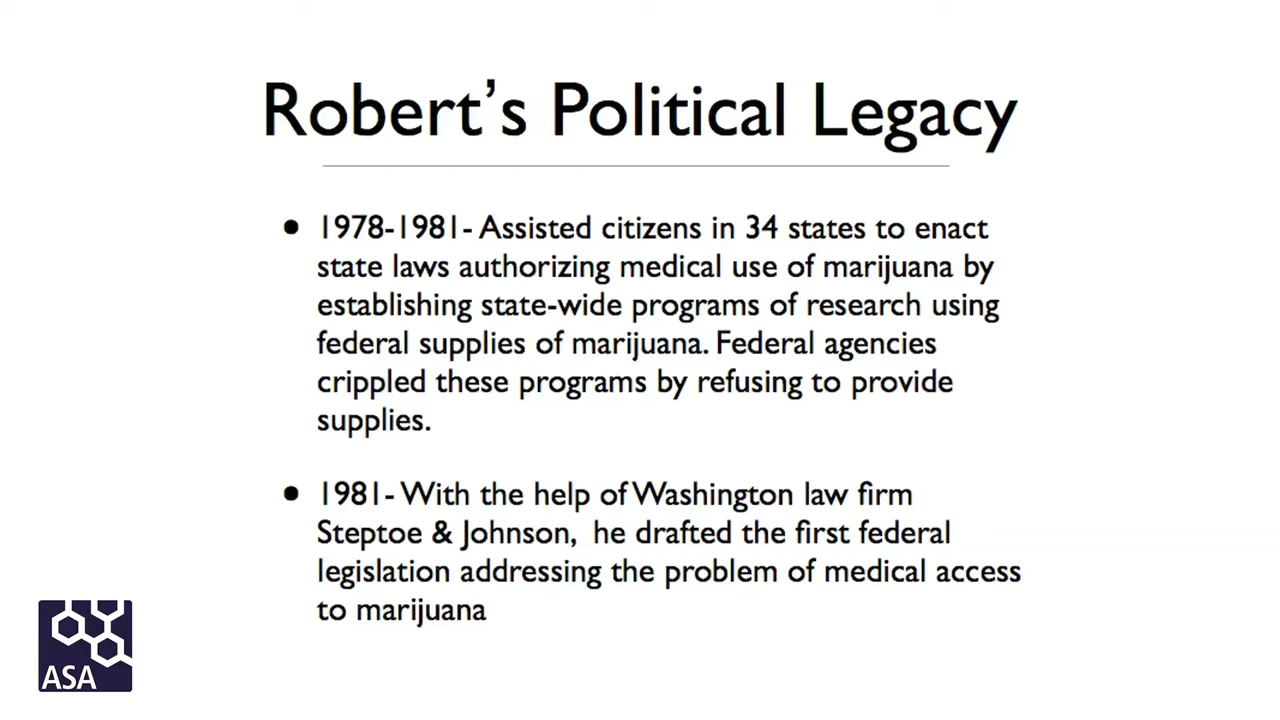 Robert’s Political Legacy
• 1978-1981- Assisted citizens in 34 states to enact
state laws authorizing medical use of marijuana by
establishing state-wide programs of research using
federal supplies of marijuana. Federal agencies
crippled these programs by refusing to provide
supplies.
• 1981- With the help of Washington law firm
Steptoe & Johnson, he drafted the first federal
legislation addressing the problem of medical access
to marijuana
ASA